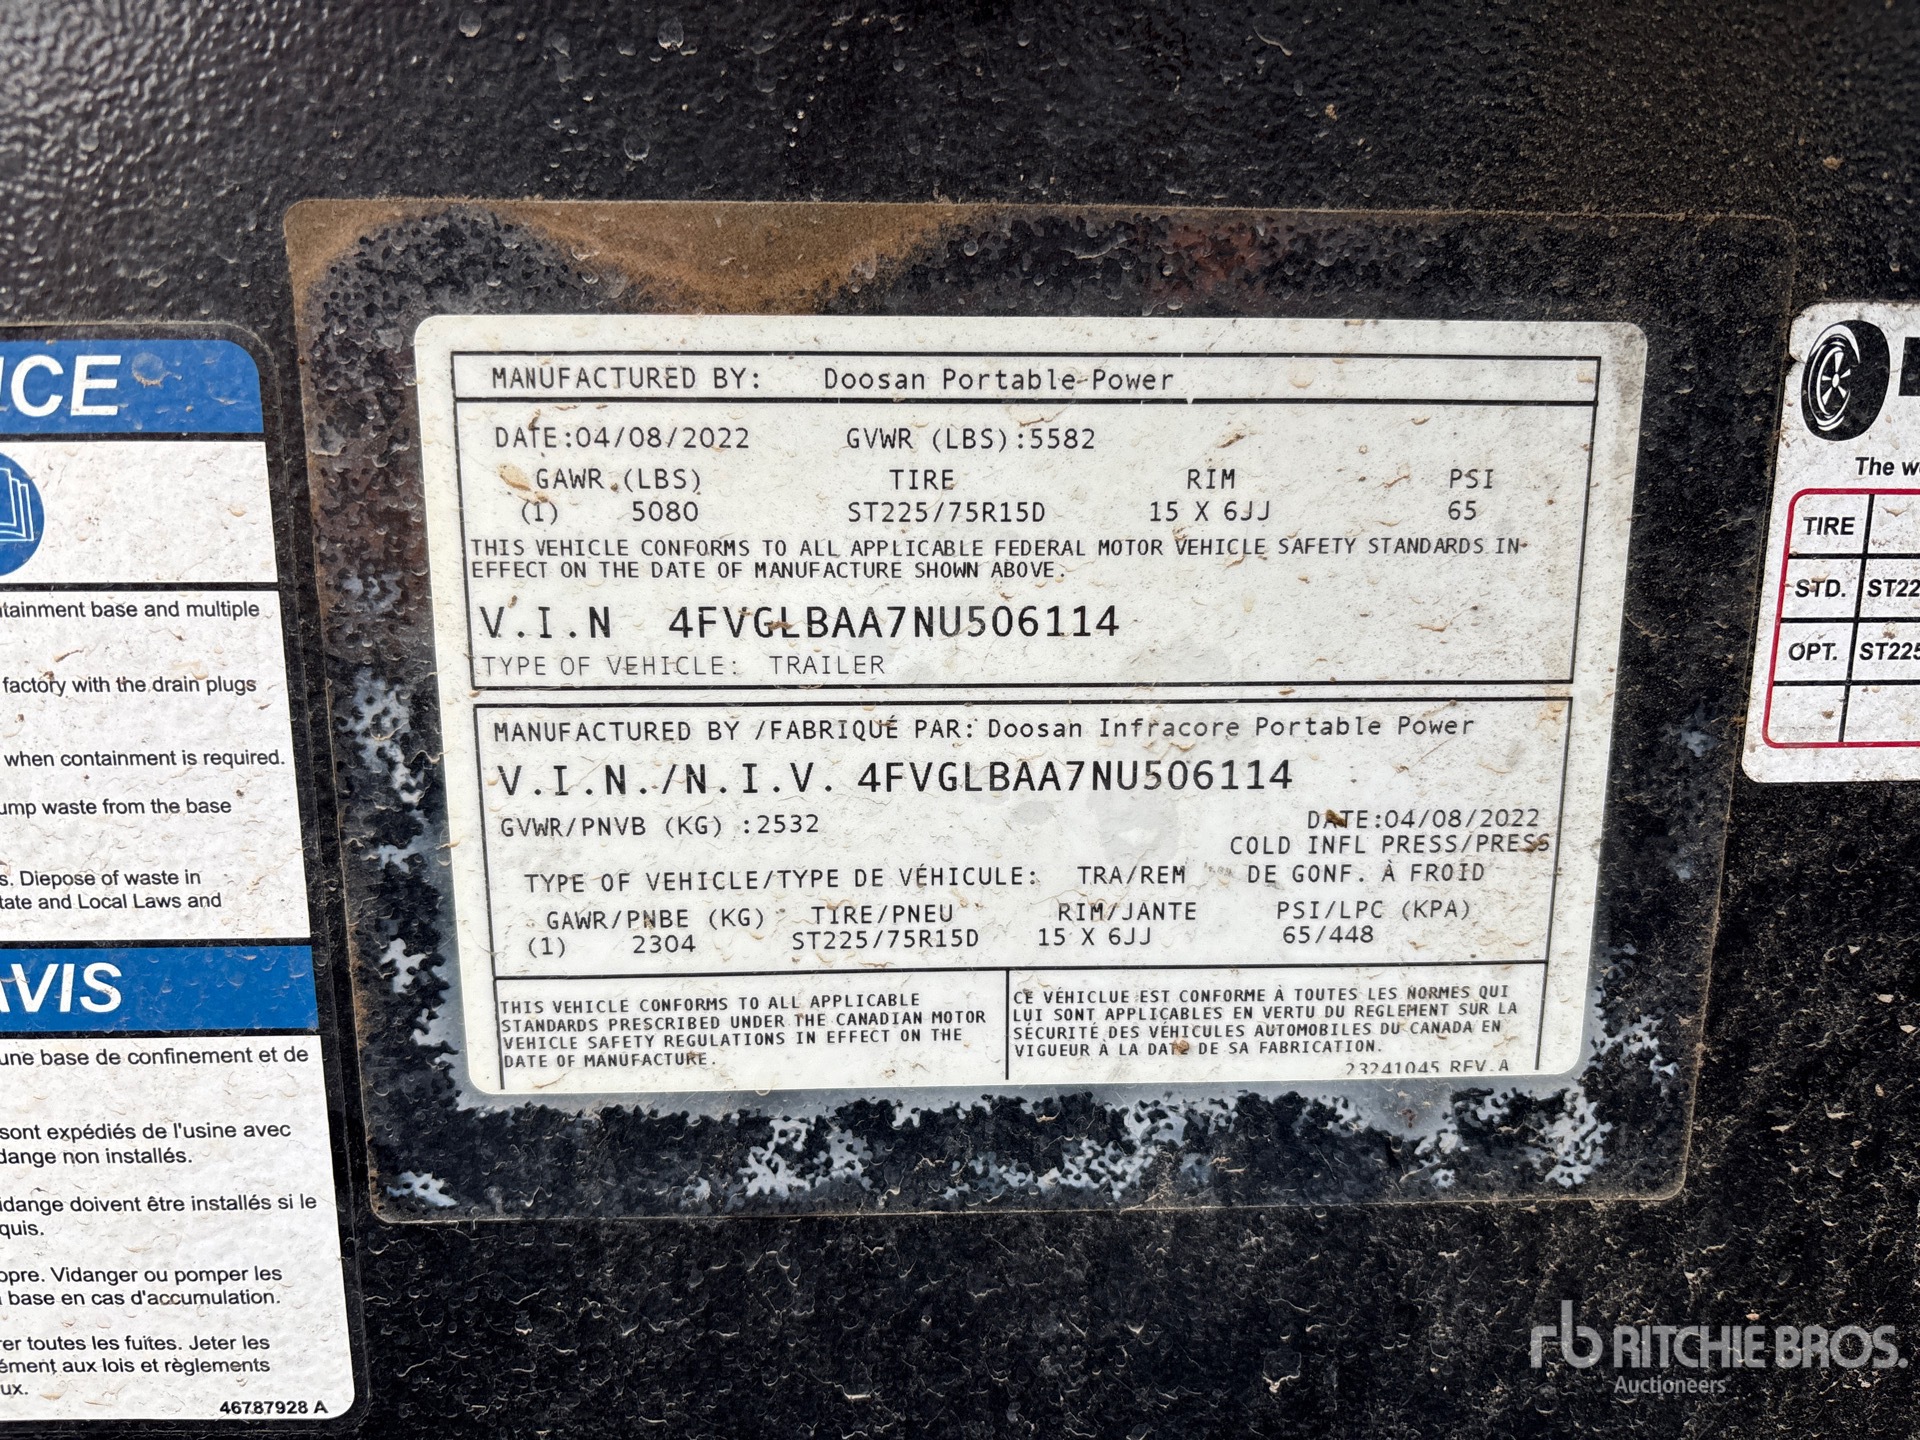 ICE
ntainment base and multiple
factory with the drain plugs
when containment is required.
ump waste from the base
s. Diepose of waste in
tate and Local Laws and
AVIS
une base de confinement et de
sont expédiés de l'usine avec
dange non installés.
idange doivent être installés si le
quis.
opre. Vidanger ou pomper les
base en cas d'accumulation.
rer toutes les fuites. Jeter les
ément aux lois et règlements
ux.
46787928 A
MANUFACTURED BY: Doosan Portable Power
DATE:04/08/2022 GVWR (LBS):5582
GAWR (LBS) TIRE RIM PSI
(1) 5080 ST225/75R15D 15 X 6JJ 65
THIS VEHICLE CONFORMS TO ALL APPLICABLE FEDERAL MOTOR VEHICLE SAFETY STANDARDS IN
EFFECT ON THE DATE OF MANUFACTURE SHOWN ABOVE.
V.I.N 4FVGLBAA7NU506114
TYPE OF VEHICLE: TRAILER
MANUFACTURED BY /FABRIQUÉ PAR: Doosan Infracore Portable Power
V.I.N./N.I.V. 4FVGLBAA7NU506114
GVWR/PNVB (KG) :2532 DATE:04/08/2022
COLD INFL PRESS/PRESS
TYPE OF VEHICLE/TYPE DE VÉHICULE: TRA/REM DE GONF. À FROID
GAWR/PNBE (KG) TIRE/PNEU RIM/JANTE PSI/LPC (KPA)
(1) 2304 ST225/75R15D 15 X 6JJ 65/448
THIS VEHICLE CONFORMS TO ALL APPLICABLE
STANDARDS PRESCRIBED UNDER THE CANADIAN MOTOR
VEHICLE SAFETY REGULATIONS IN EFFECT ON THE
DATE OF MANUFACTURE.
CE VÉHICLUE EST CONFORME À TOUTES LES NORMES QUI
LUI SONT APPLICABLES EN VERTU DU REGLEMENT SUR LA
SÉCURITÉ DES VÉHICULES AUTOMOBILES DU CANADA EN
VIGUEUR À LA DATE DE SA FABRICATION.
23241045 REV.A
The w
TIRE
STD. ST22
OPT. ST225
rb RITCHIE BROS.
Auctioneers